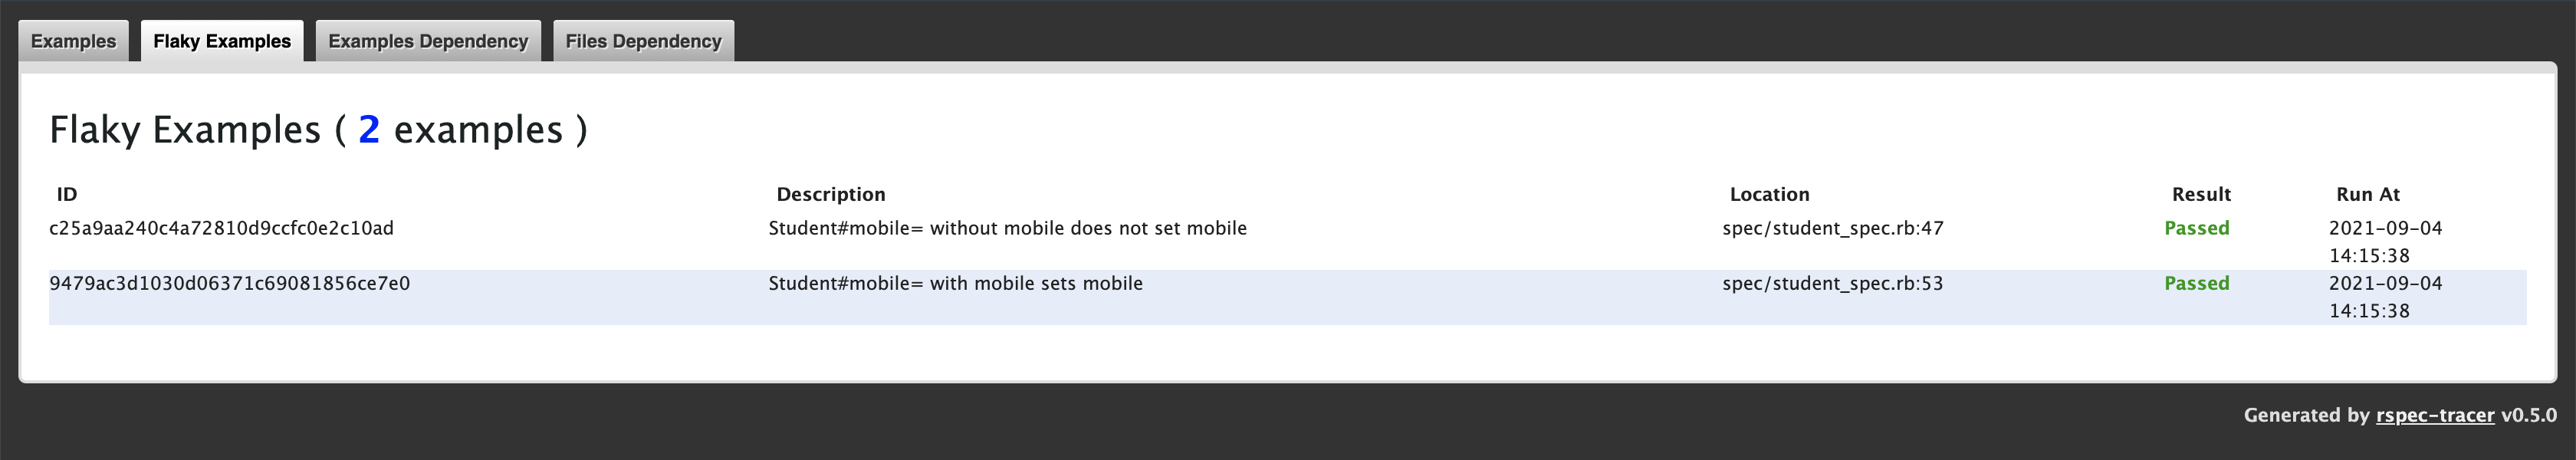 Examples Flaky Examples Examples Dependency Files Dependency
Flaky Examples ( 2 examples )
ID Description Location Result Run At
c25a9aa240c4a72810d9ccfc0e2c10ad Student#mobile= without mobile does not set mobile spec/student_spec.rb:47 Passed 2021-09-04
14:15:38
9479ac3d1030d06371c69081856ce7e0 Student#mobile= with mobile sets mobile spec/student_spec.rb:53 Passed 2021-09-04
14:15:38
Generated by rspec-tracer v0.5.0